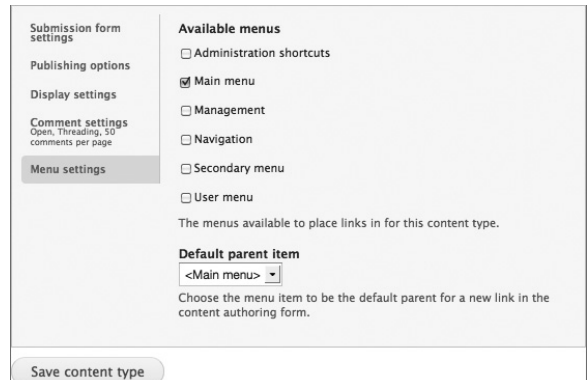 Submission form
settings
Publishing options
Display settings
Comment settings
Open, Threading, 50
comments per page
Menu settings
Available menus
Administration shortcuts
Main menu
Management
Navigation
Secondary menu
User menu
The menus available to place links in for this content type.
Default parent item
<Main menu>
Choose the menu item to be the default parent for a new link in the
content authoring form.
Save content type